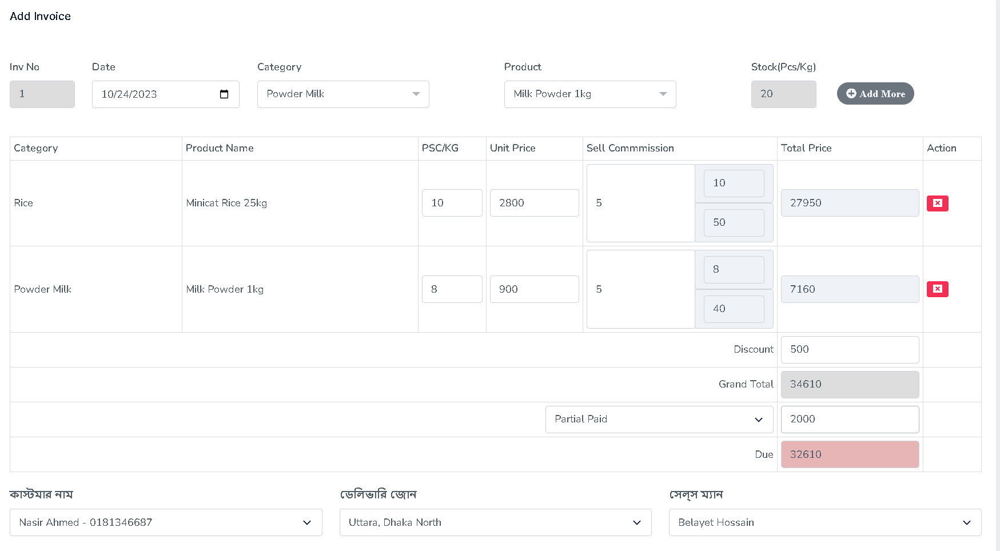 Add Invoice
Inv No Date Category Product Stock(Pcs/Kg)
1 10/24/2023 Powder Milk Milk Powder 1kg 20 Add More
Category Product Name PSC/KG Unit Price Sell Commmission Total Price Action
10
Rice Minicat Rice 25kg 10 2800 5 27950
50
8
Powder Milk Milk Powder 1kg 8 900 5 7160
40
Discount 500
Grand Total 34610
Partial Paid 2000
Due 32610
কাস্টমার নাম ডেলিভারি জোন সেল্স ম্যান
Nasir Ahmed - 0181346687 Uttara, Dhaka North Belayet Hossain